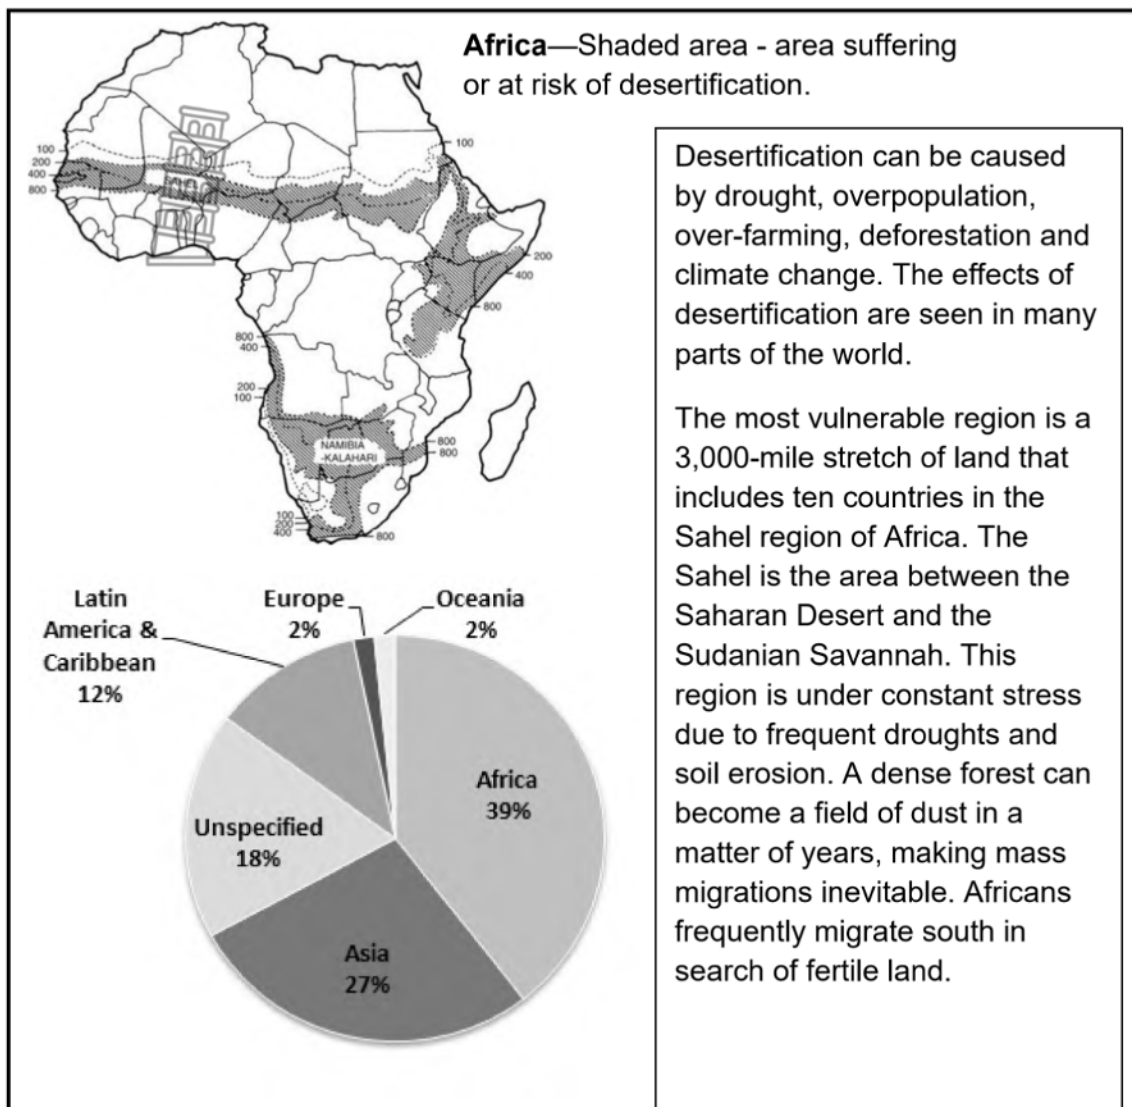 Africa—Shaded area - area suffering
or at risk of desertification.
100
200
400
800
100
200
400
800
800
400
200
100
NAMIBIA
-KALAHARI
800
800
100
200
400
800
Desertification can be caused
by drought, overpopulation,
over-farming, deforestation and
climate change. The effects of
desertification are seen in many
parts of the world.
The most vulnerable region is a
3,000-mile stretch of land that
includes ten countries in the
Sahel region of Africa. The
Sahel is the area between the
Saharan Desert and the
Sudanian Savannah. This
region is under constant stress
due to frequent droughts and
soil erosion. A dense forest can
become a field of dust in a
matter of years, making mass
migrations inevitable. Africans
frequently migrate south in
search of fertile land.
Latin
America &
Caribbean
12%
Europe
2%
Oceania
2%
Africa
39%
Unspecified
18%
Asia
27%